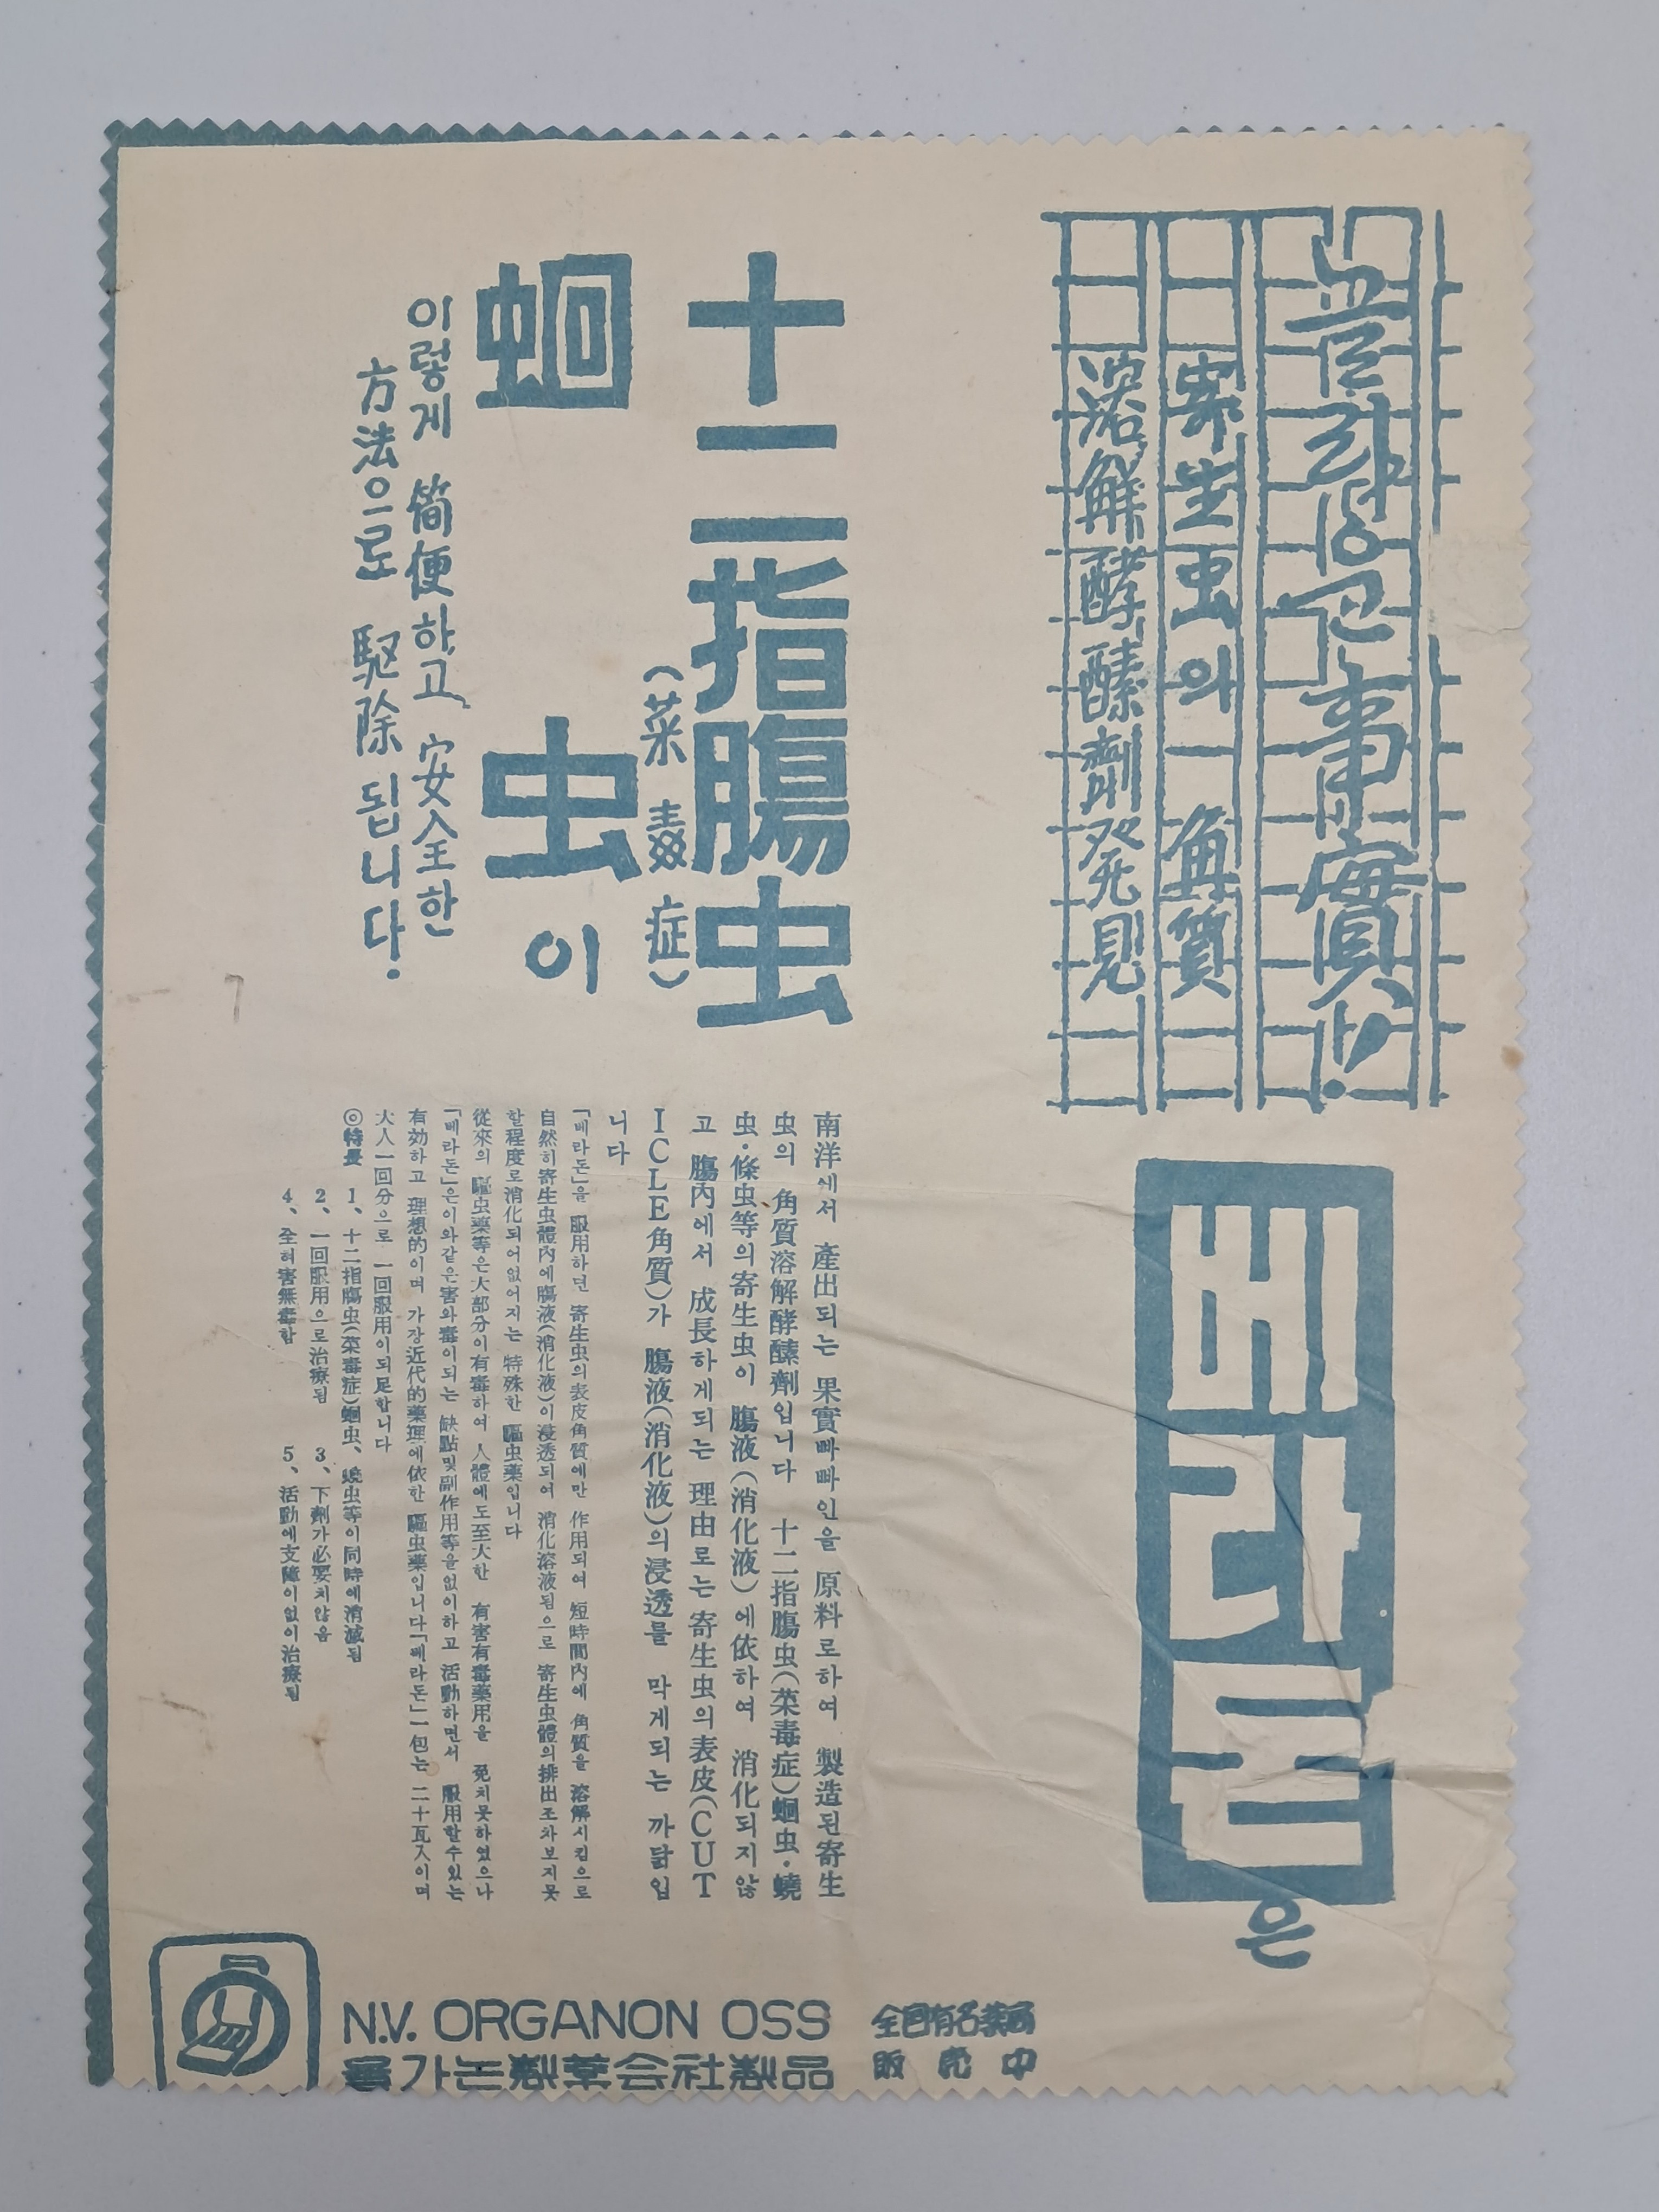 놀라운 事實!
寄生虫의 角質
溶解酵酵劑発見
베라돈은
十二指腸虫
(菜毒症)
蛔虫이
이렇게 簡便하고 安全한
方法으로 駆除됩니다.
南洋에서 產出되는 果實빠빠인을 原料로하여 製造된寄生
虫의 角質溶解酵醸劑입니다 十二指腸虫(菜毒症)蛔虫·蟯
虫·條虫等의寄生虫이 腸液(消化液)에依하여 消化되지않
고 腸內에서 成長하게되는 理由로는寄生虫의表皮(CUT
ICLE角質)가 腸液(消化液)의浸透를 막게되는 까닭입
니다
「베라돈」을 服用하면 寄生虫의表皮角質에만 作用되여 短時間內에 角質을 溶解시킴으로
自然히寄生虫體內에腸液(消化液)이浸透되여 消化溶液됨으로 寄生虫體의排出조차보지못
할程度로消化되어없어지는 特殊한 驅虫藥입니다
從來의 驅虫藥等은大部分이有毒하여 人體에도至大한 有害有毒藥用을 免치못하였으나
「베라돈」은이와같은害와毒이되는 缺點및副作用等을없이하고 活動하면서 服用할수있는
有効하고 理想的이며 가장近代的藥理에依한 驅虫藥입니다「베라돈」一包는 二十瓦入이며
大人一回分으로 一回服用이되足합니다
◎特長 1、十二指腸虫(菜毒症)蛔虫、蟯虫等이同時에消滅됨
2、一回服用으로治療됨 3、下劑가必要치않음
4、全혀害無毒함 5、活動에支障이없이治療됨
N.V. ORGANON OSS
올가논製薬会社製品
全国有名薬局
販売中